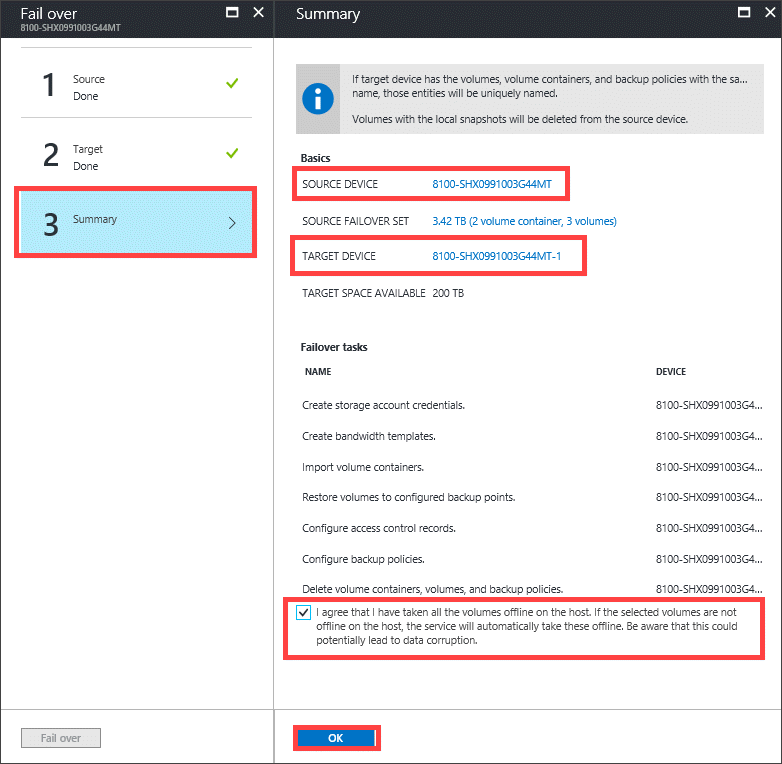 Fail over
8100-SHX0991003G44MT
1
Source
Done
2
Target
Done
3
Summary
Fail over
Summary
If target device has the volumes, volume containers, and backup policies with the sa...
name, those entities will be uniquely named.
Volumes with the local snapshots will be deleted from the source device.
Basics
SOURCE DEVICE 8100-SHX0991003G44MT
SOURCE FAILOVER SET 3.42 TB (2 volume container, 3 volumes)
TARGET DEVICE 8100-SHX0991003G44MT-1
TARGET SPACE AVAILABLE 200 TB
Failover tasks
NAME DEVICE
Create storage account credentials. 8100-SHX0991003G4...
Create bandwidth templates. 8100-SHX0991003G4...
Import volume containers. 8100-SHX0991003G4...
Restore volumes to configured backup points. 8100-SHX0991003G4...
Configure access control records. 8100-SHX0991003G4...
Configure backup policies. 8100-SHX0991003G4...
Delete volume containers, volumes, and backup policies. 8100-SHX0991003G4...
I agree that I have taken all the volumes offline on the host. If the selected volumes are not
offline on the host, the service will automatically take these offline. Be aware that this could
potentially lead to data corruption.
OK